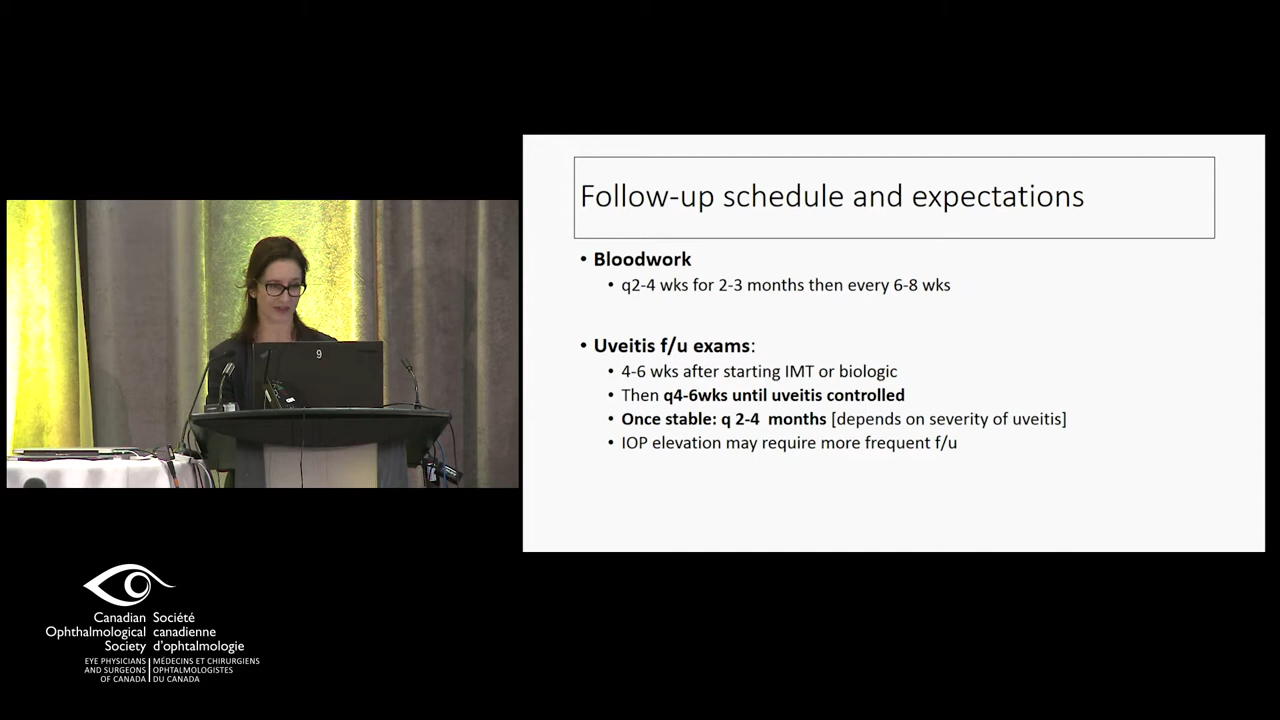 Follow-up schedule and expectations
• Bloodwork
• q2-4 wks for 2-3 months then every 6-8 wks
• Uveitis f/u exams:
• 4-6 wks after starting IMT or biologic
• Then q4-6wks until uveitis controlled
• Once stable: q 2-4 months [depends on severity of uveitis]
• IOP elevation may require more frequent f/u
9
Canadian
Ophthalmological
Society
Société
canadienne
d'ophtalmologie
EYE PHYSICIANS
AND SURGEONS
OF CANADA
MÉDECINS ET CHIRURGIENS
OPHTALMOLOGISTES
DU CANADA